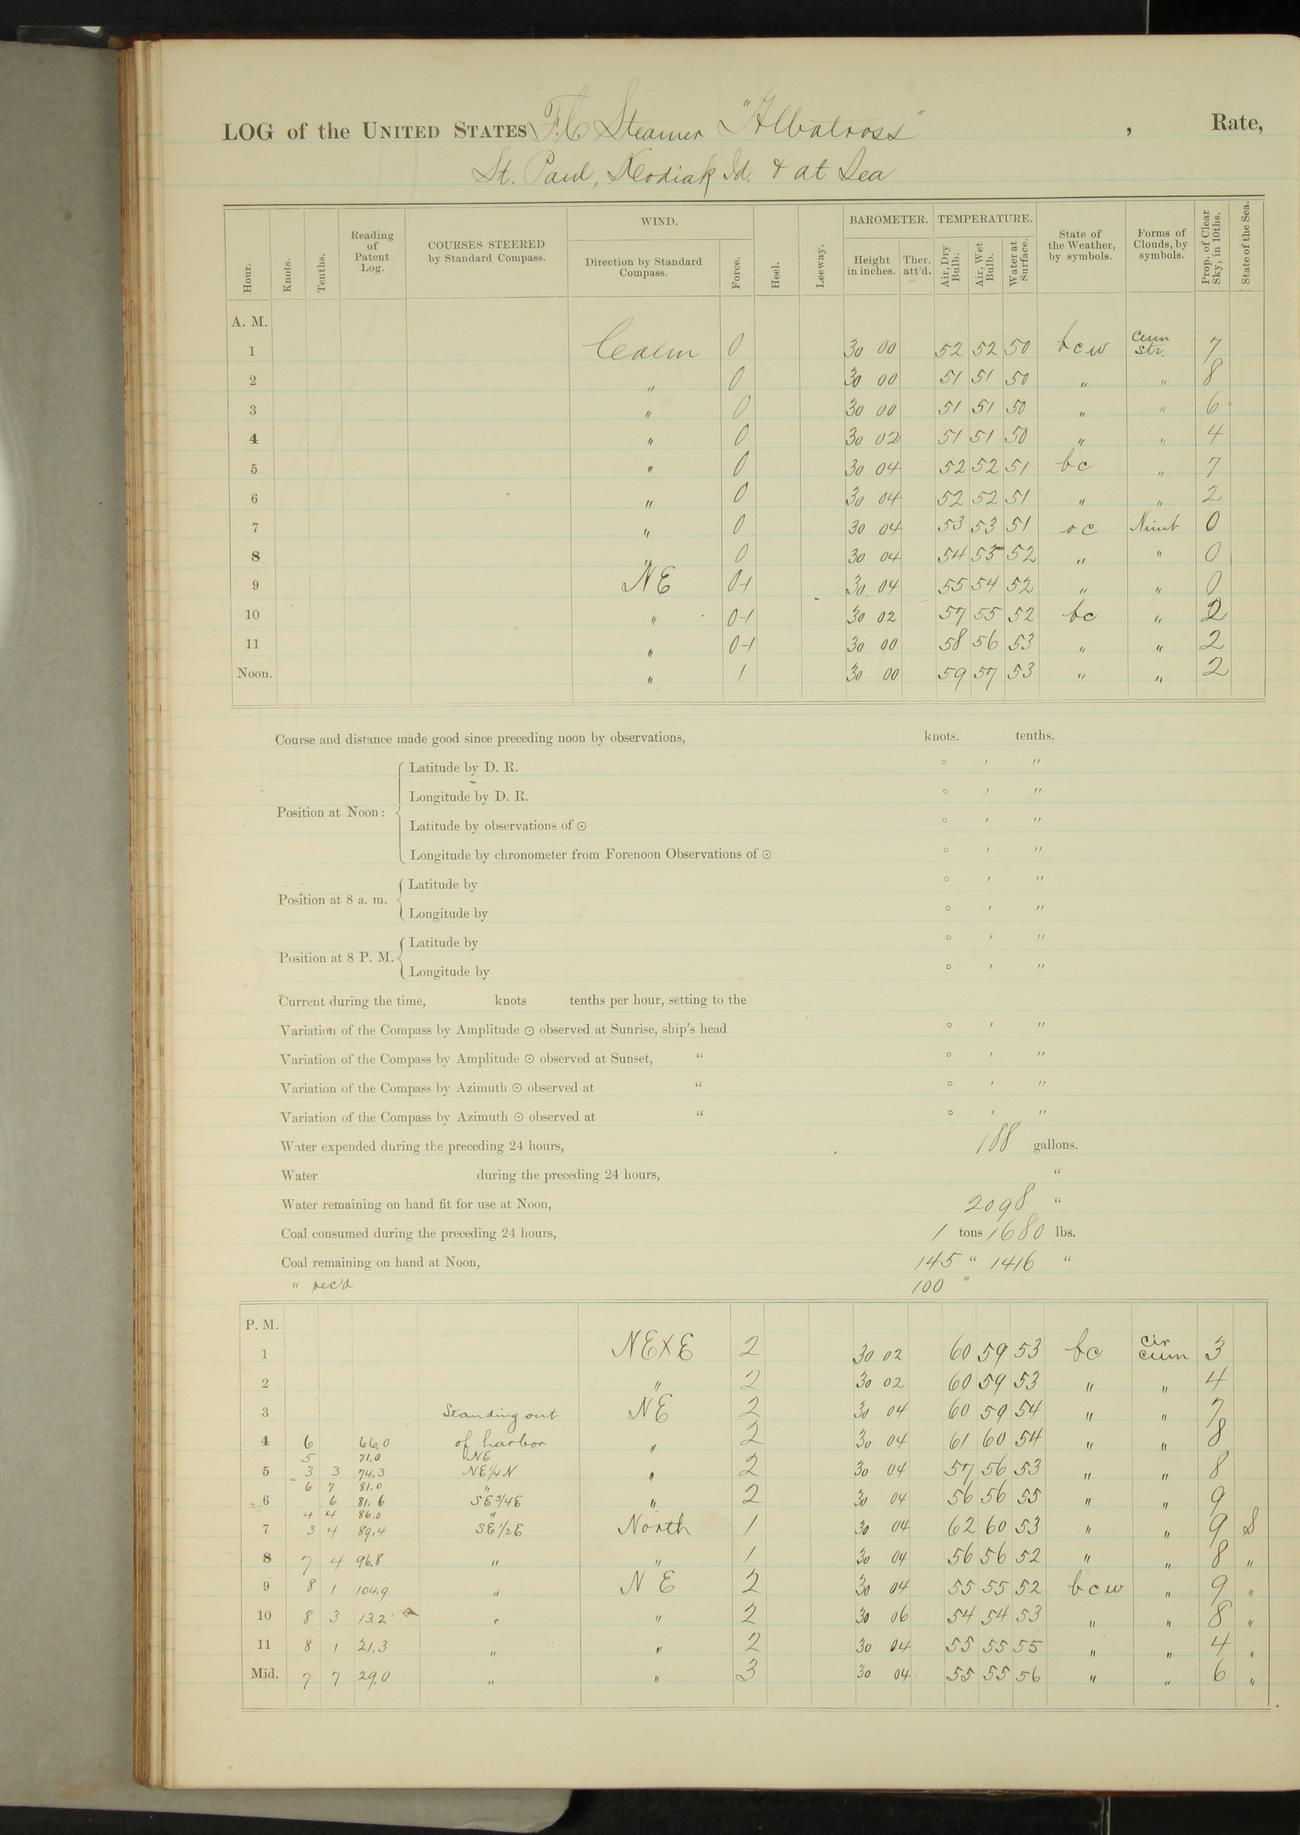 LOG of the UNITED STATES F.C. Steamer "Albatross", Rate,
St. Paul, Kodiak Id. & at Sea
Hour. Knots. Tenths. Reading of Patent Log. COURSES STEERED by Standard Compass. WIND. Direction by Standard Compass. Force. Heel. Leeway. BAROMETER. Height in inches. Ther. att'd. TEMPERATURE. Air, Dry Bulb. Air, Wet Bulb. Water at Surface. State of the Weather, by symbols. Forms of Clouds, by symbols. Prop. of Clear Sky, in 10ths. State of the Sea.
A. M.
1 Calm 0 30 00 52 52 50 bcw Cum Str. 7
2 " 0 30 00 51 51 50 " " 8
3 " 0 30 00 51 51 50 " " 6
4 " 0 30 02 51 51 50 " " 4
5 " 0 30 04 52 52 51 bc " 7
6 " 0 30 04 52 52 51 " " 2
7 " 0 30 04 53 53 51 oc Nimb 0
8 " 0 30 04 54 53 52 " " 0
9 NE 0-1 30 04 55 54 52 " " 0
10 " 0-1 30 02 57 55 52 bc " 2
11 " 0-1 30 00 58 56 53 " " 2
Noon. " 1 30 00 59 57 53 " " 2
Course and distance made good since preceding noon by observations, knots. tenths.
Position at Noon:
Latitude by D. R. ° ′ ″
Longitude by D. R. ° ′ ″
Latitude by observations of ⊙ ° ′ ″
Longitude by chronometer from Forenoon Observations of ⊙ ° ′ ″
Position at 8 a. m.
Latitude by ° ′ ″
Longitude by ° ′ ″
Position at 8 P. M.
Latitude by ° ′ ″
Longitude by ° ′ ″
Current during the time, knots tenths per hour, setting to the
Variation of the Compass by Amplitude ⊙ observed at Sunrise, ship's head ° ′ ″
Variation of the Compass by Amplitude ⊙ observed at Sunset, " ° ′ ″
Variation of the Compass by Azimuth ⊙ observed at " ° ′ ″
Variation of the Compass by Azimuth ⊙ observed at " ° ′ ″
Water expended during the preceding 24 hours, 188 gallons.
Water during the preceding 24 hours, "
Water remaining on hand fit for use at Noon, 2098 "
Coal consumed during the preceding 24 hours, 1 tons 1680 lbs.
Coal remaining on hand at Noon, 145 " 1416 "
" rec'd 100 "
P. M.
1 NExE 2 30 02 60 59 53 bc Cir Cum 3
2 " 2 30 02 60 59 53 " " 4
3 Standing out NE 2 30 04 60 59 54 " " 7
4 6 66.0 of harbor " 2 30 04 61 60 54 " " 8
5 71.0 NE
5 3 3 74.3 NE1/4N " 2 30 04 57 56 53 " " 8
6 7 81.0 "
6 6 81.6 SE3/4E " 2 30 04 56 56 55 " " 9
4 4 86.0 "
7 3 4 89.4 SE1/2E North 1 30 04 62 60 53 " " 9 S
8 7 4 96.8 " " 1 30 04 56 56 52 " " 8 "
9 8 1 104.9 " NE 2 30 04 55 55 52 bcw " 9 "
10 8 3 13.2 " " 2 30 06 54 54 53 " " 8 "
11 8 1 21.3 " " 2 30 04 55 55 55 " " 4 "
Mid. 7 7 29.0 " " 3 30 04 55 55 56 " " 6 "